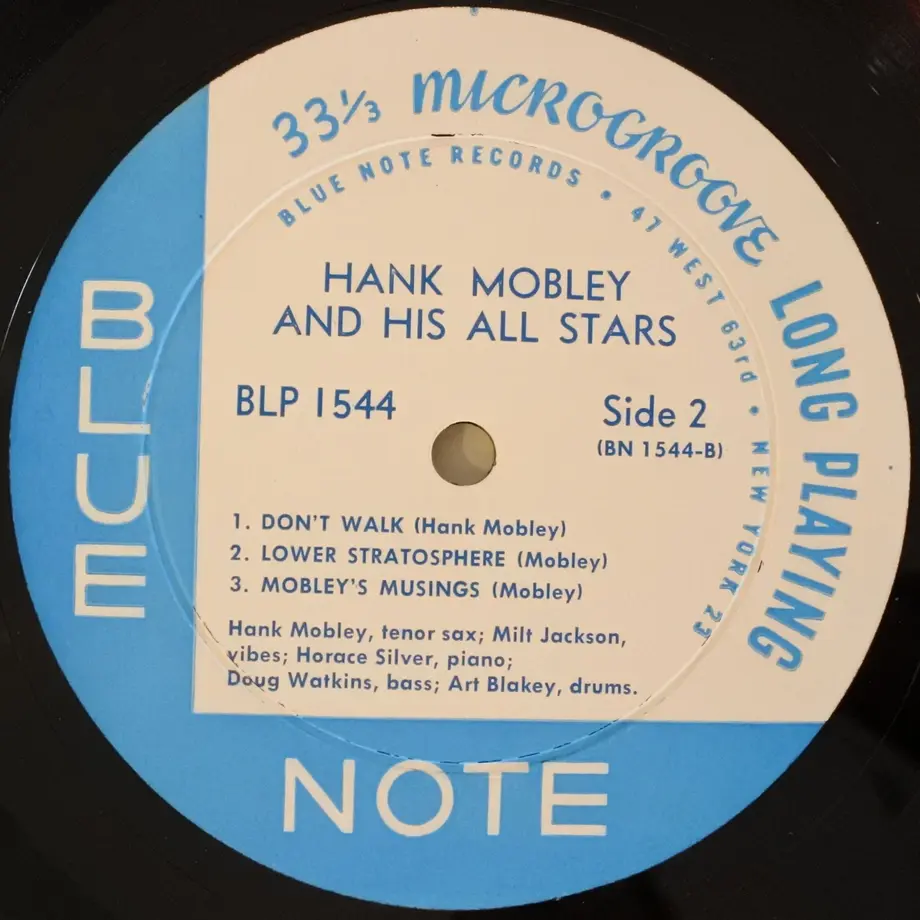 33⅓ MICROGROOVE LONG PLAYING
BLUE NOTE RECORDS • 47 WEST 63rd • NEW YORK 23
HANK MOBLEY
AND HIS ALL STARS
BLP 1544
Side 2
(BN 1544-B)
1. DON'T WALK (Hank Mobley)
2. LOWER STRATOSPHERE (Mobley)
3. MOBLEY'S MUSINGS (Mobley)
Hank Mobley, tenor sax; Milt Jackson,
vibes; Horace Silver, piano;
Doug Watkins, bass; Art Blakey, drums.
BLUE
NOTE